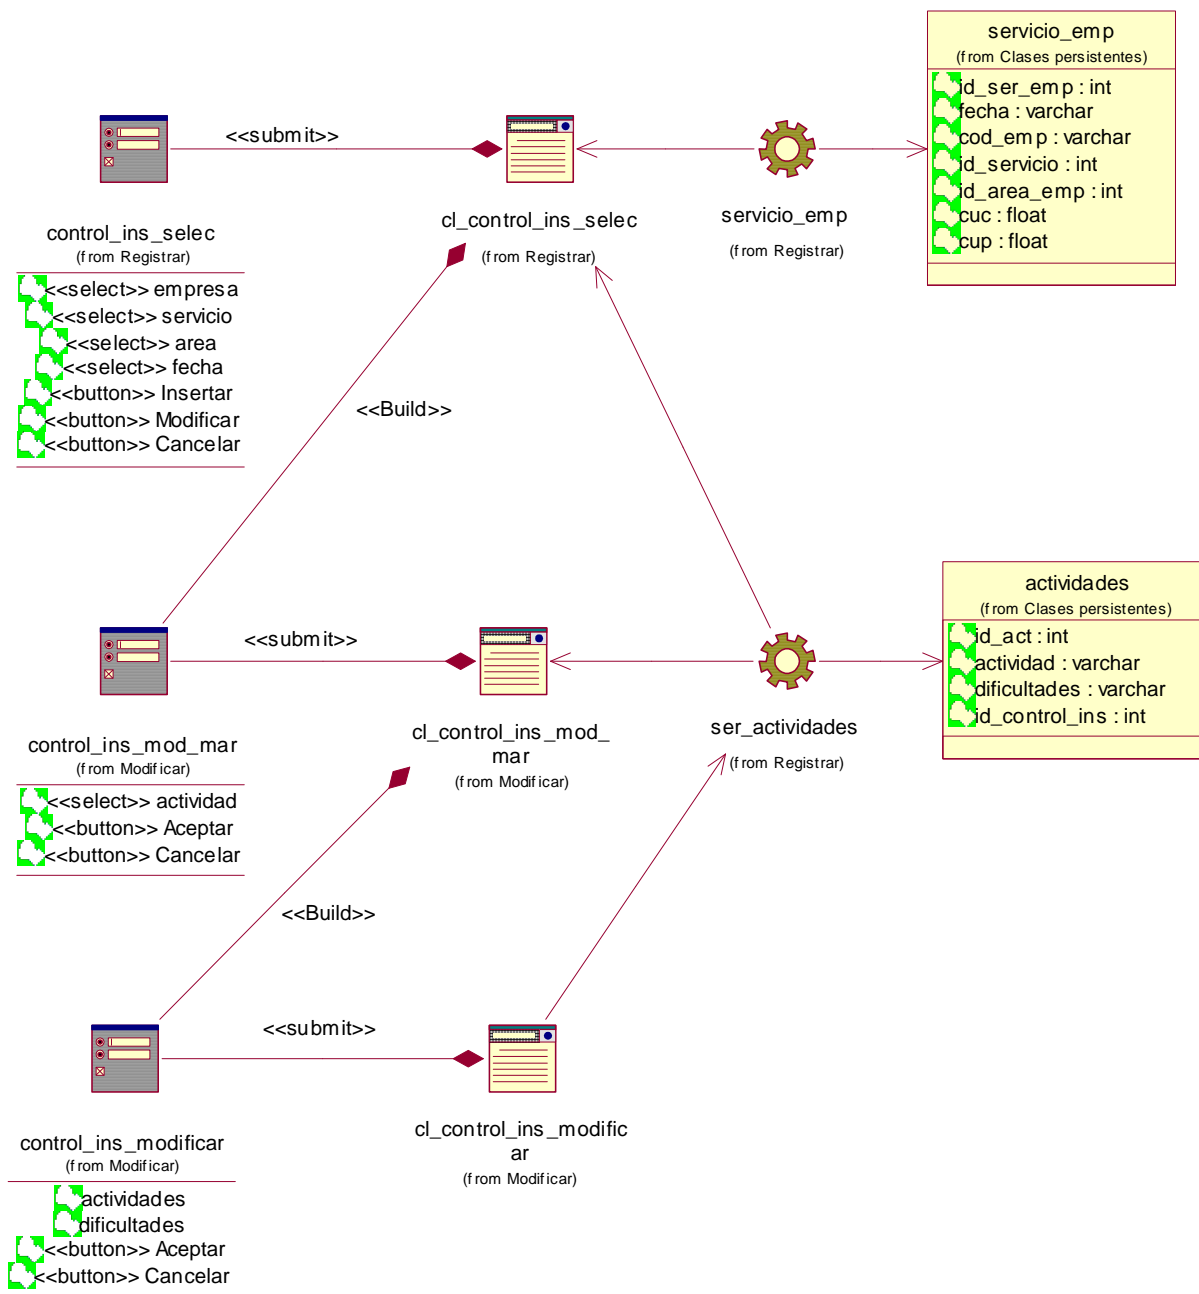 servicio_emp
(from Clases persistentes)
id_ser_emp : int
fecha : varchar
cod_emp : varchar
id_servicio : int
id_area_emp : int
cuc : float
cup : float
<<submit>>
control_ins_selec
(from Registrar)
<<select>> empresa
<<select>> servicio
<<select>> area
<<select>> fecha
<<button>> Insertar
<<button>> Modificar
<<button>> Cancelar
cl_control_ins_selec
(from Registrar)
servicio_emp
(from Registrar)
<<Build>>
actividades
(from Clases persistentes)
id_act : int
actividad : varchar
dificultades : varchar
id_control_ins : int
<<submit>>
control_ins_mod_mar
(from Modificar)
<<select>> actividad
<<button>> Aceptar
<<button>> Cancelar
cl_control_ins_mod_
mar
(from Modificar)
ser_actividades
(from Registrar)
<<Build>>
<<submit>>
control_ins_modificar
(from Modificar)
actividades
dificultades
<<button>> Aceptar
<<button>> Cancelar
cl_control_ins_modific
ar
(from Modificar)